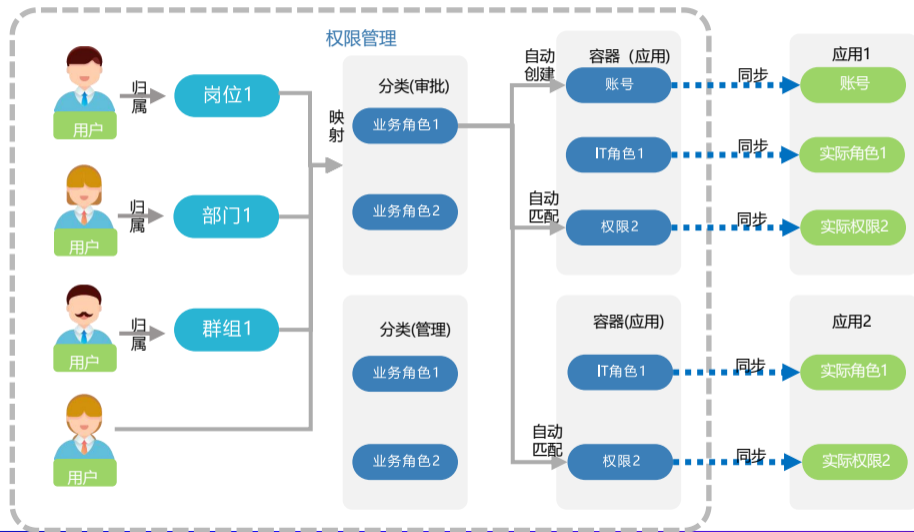 权限管理
用户
归属
岗位1
用户
归属
部门1
用户
归属
群组1
用户
映射
分类(审批)
业务角色1
业务角色2
分类(管理)
业务角色1
业务角色2
自动
创建
自动
匹配
自动
匹配
容器（应用)
账号
IT角色1
权限2
容器(应用)
IT角色1
权限2
同步
同步
同步
同步
同步
应用1
账号
实际角色1
实际权限2
应用2
实际角色1
实际权限2